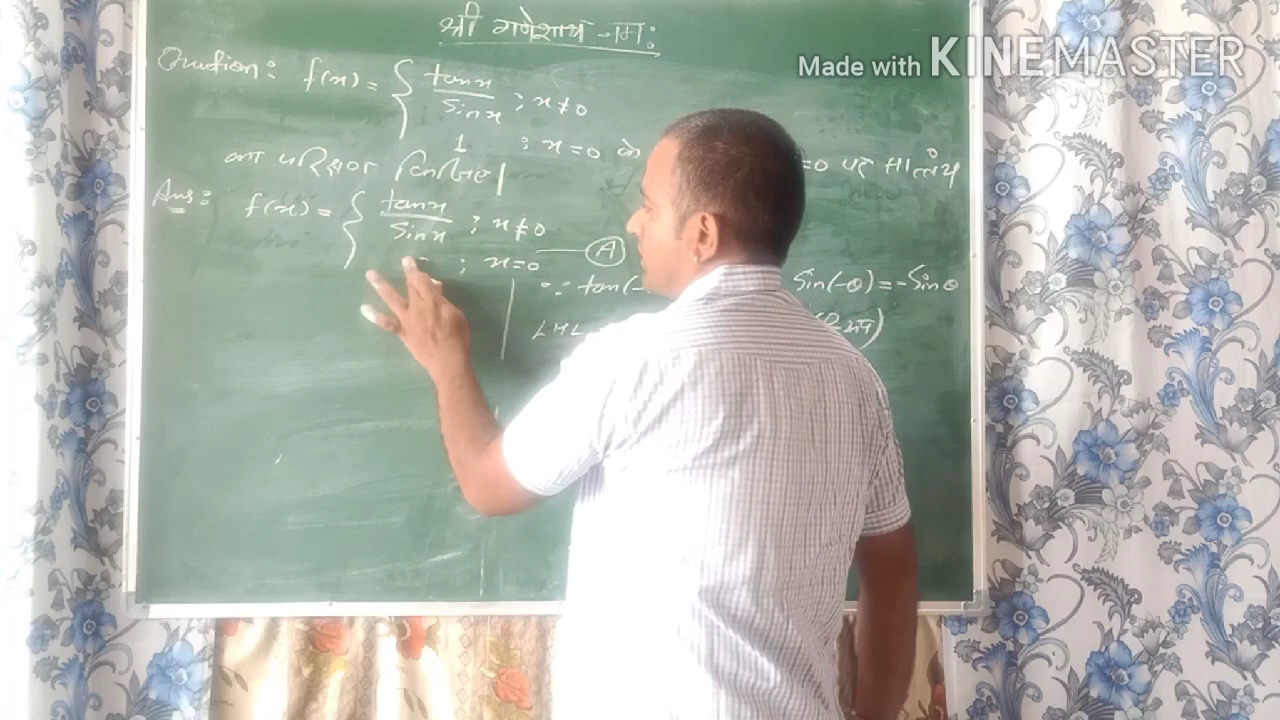 श्री गणेशाय नमः
Made with KINEMASTER
Question: f(x) = { tanx / sinx ; x≠0
1 ; x=0 के =0 पर सातत्य
का परिक्षण कीजिए।
Ans: f(x) = { tanx / sinx ; x≠0
; x=0 — (A)
∵ tan(- Sin(-θ) = -Sinθ
LHL